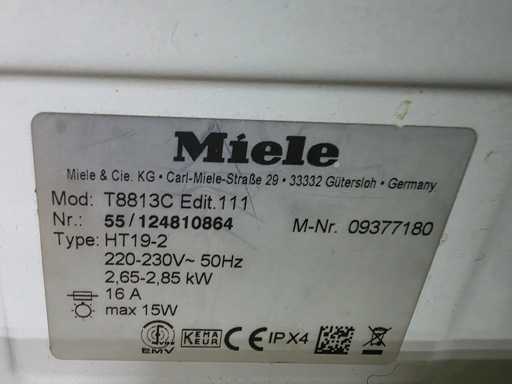 Miele
Miele & Cie. KG • Carl-Miele-Straße 29 • 33332 Gütersloh • Germany
Mod: T8813C Edit.111
Nr.: 55/124810864 M-Nr. 09377180
Type: HT19-2
220-230V~ 50Hz
2,65-2,85 kW
16 A
max 15W
EMV KEMA KEUR CE IPX4